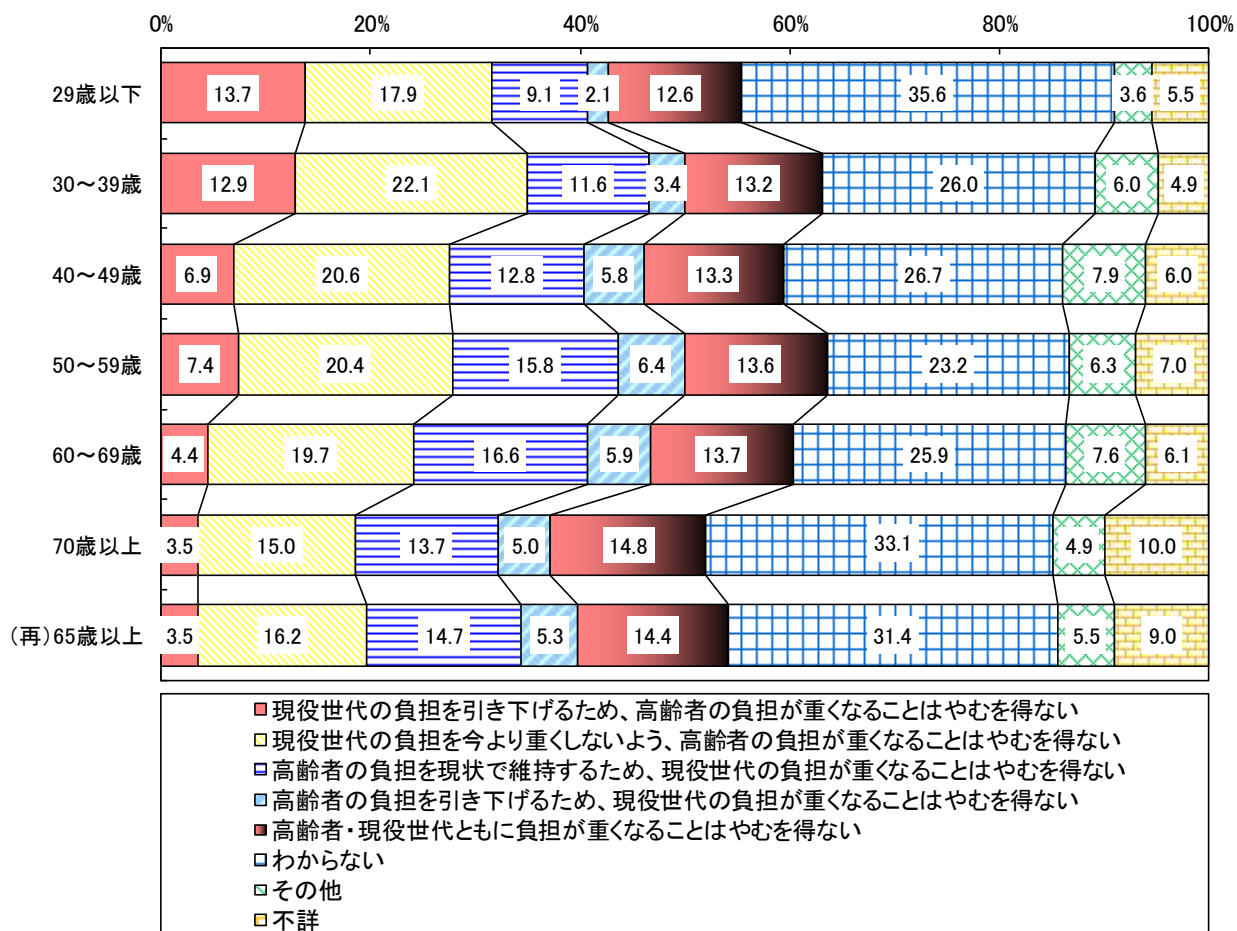 0% 20% 40% 60% 80% 100%
29歳以下 13.7 17.9 9.1 2.1 12.6 35.6 3.6 5.5
30～39歳 12.9 22.1 11.6 3.4 13.2 26.0 6.0 4.9
40～49歳 6.9 20.6 12.8 5.8 13.3 26.7 7.9 6.0
50～59歳 7.4 20.4 15.8 6.4 13.6 23.2 6.3 7.0
60～69歳 4.4 19.7 16.6 5.9 13.7 25.9 7.6 6.1
70歳以上 3.5 15.0 13.7 5.0 14.8 33.1 4.9 10.0
(再)65歳以上 3.5 16.2 14.7 5.3 14.4 31.4 5.5 9.0
現役世代の負担を引き下げるため、高齢者の負担が重くなることはやむを得ない
現役世代の負担を今より重くしないよう、高齢者の負担が重くなることはやむを得ない
高齢者の負担を現状で維持するため、現役世代の負担が重くなることはやむを得ない
高齢者の負担を引き下げるため、現役世代の負担が重くなることはやむを得ない
高齢者・現役世代ともに負担が重くなることはやむを得ない
わからない
その他
不詳